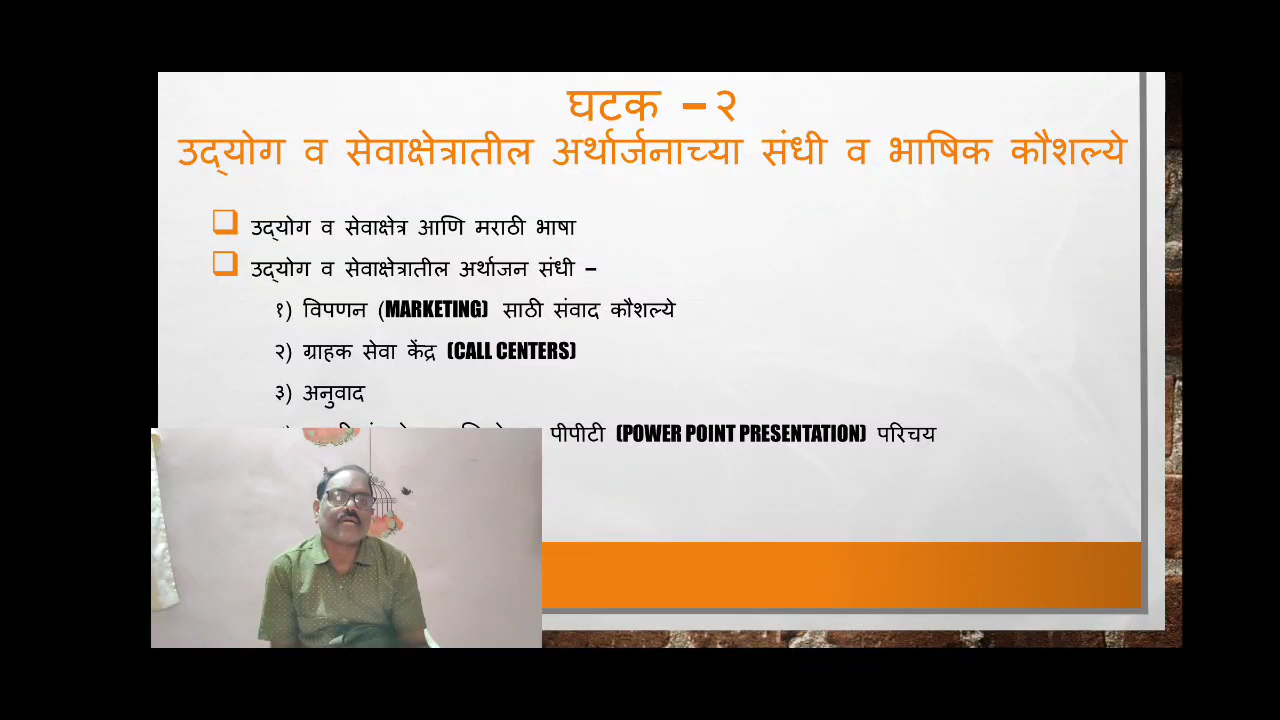 घटक – २
उद्योग व सेवाक्षेत्रातील अर्थार्जनाच्या संधी व भाषिक कौशल्ये
उद्योग व सेवाक्षेत्र आणि मराठी भाषा
उद्योग व सेवाक्षेत्रातील अर्थाजन संधी –
१) विपणन (MARKETING) साठी संवाद कौशल्ये
२) ग्राहक सेवा केंद्र (CALL CENTERS)
३) अनुवाद
पीपीटी (POWER POINT PRESENTATION) परिचय